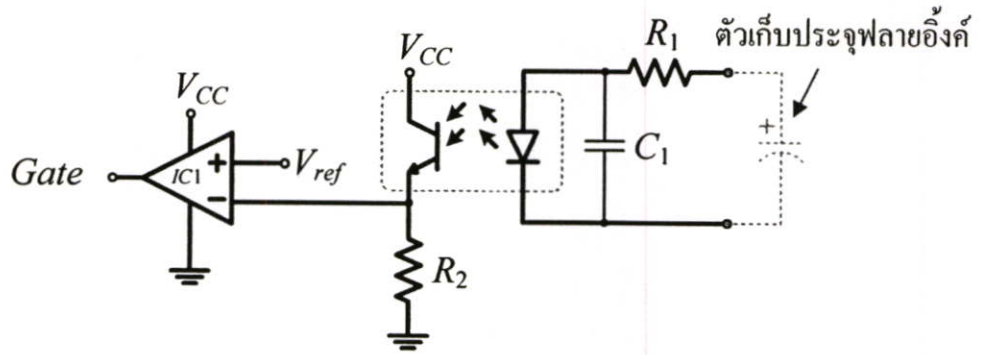 ตัวเก็บประจุฟลายอิ้งค์
R1
VCC
VCC
+
C1
Gate
IC1
+
Vref
−
R2